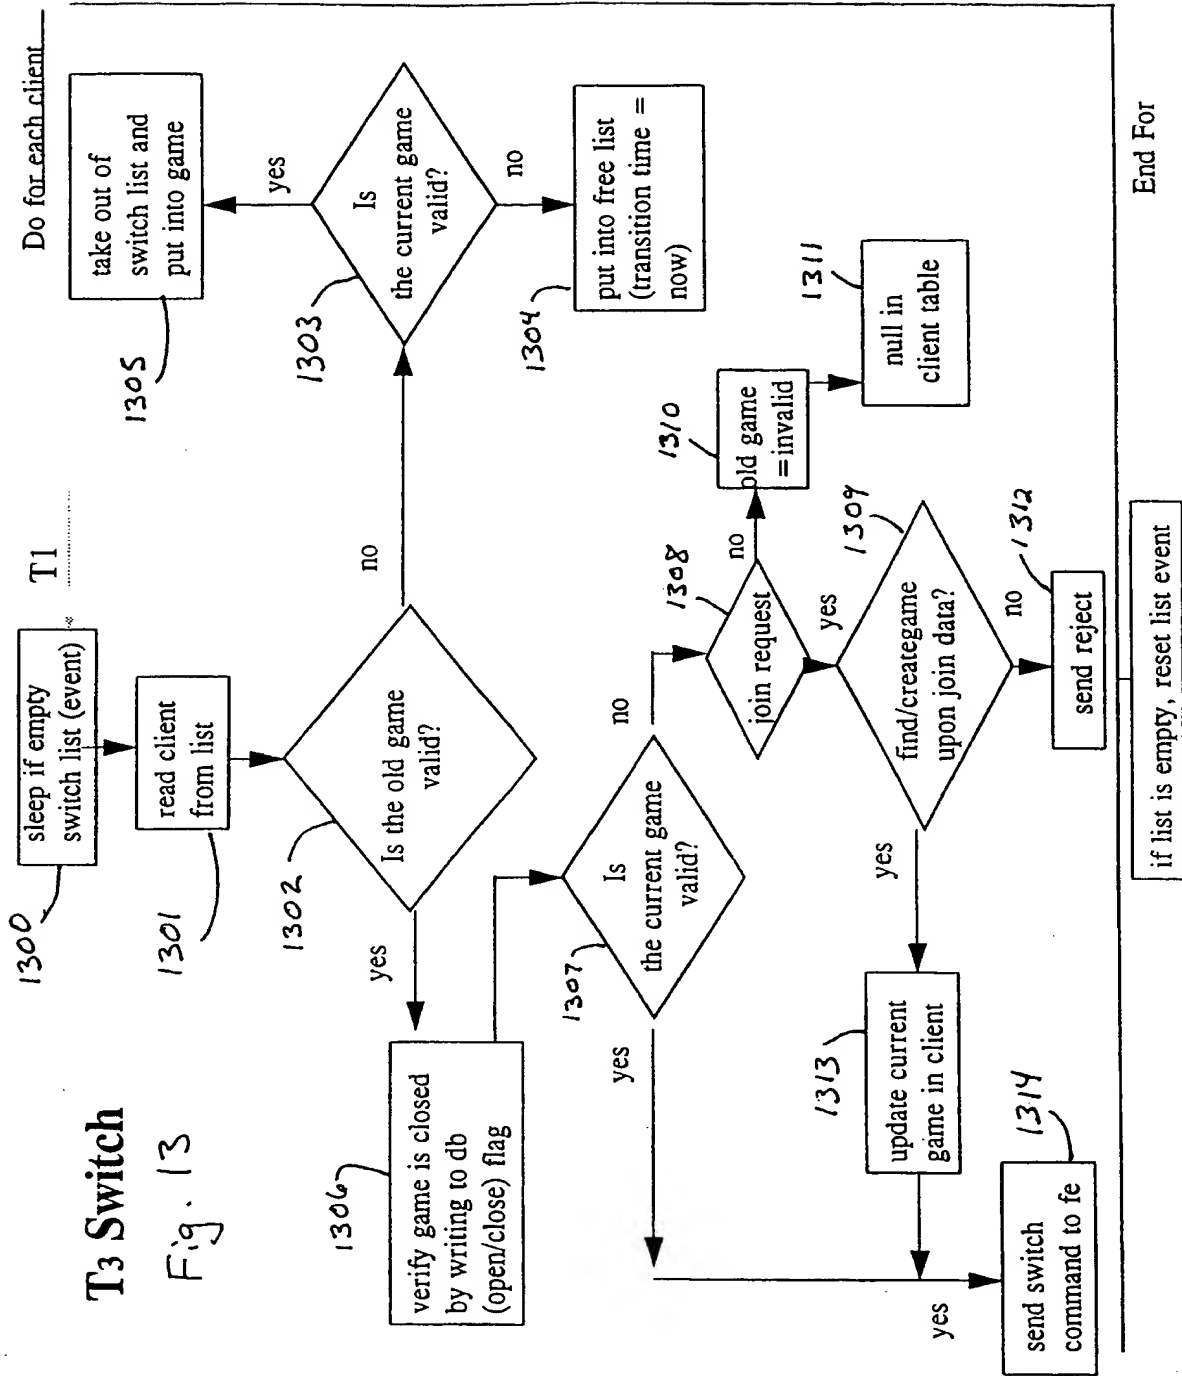 T3 Switch
Fig. 13
T1
Do for each client
1300
sleep if empty
switch list (event)
1301
read client
from list
1302
Is the old game
valid?
no
yes
1303
Is
the current game
valid?
yes
no
1305
take out of
switch list and
put into game
1304
put into free list
(transition time =
now)
1306
verify game is closed
by writing to db
(open/close) flag
1307
Is
the current game
valid?
yes
no
1308
join request
no
yes
1310
old game
=invalid
1311
null in
client table
1309
find/creategame
upon join data?
yes
no
1312
send reject
1313
update current
game in client
yes
1314
send switch
command to fe
End For
if list is empty, reset list event